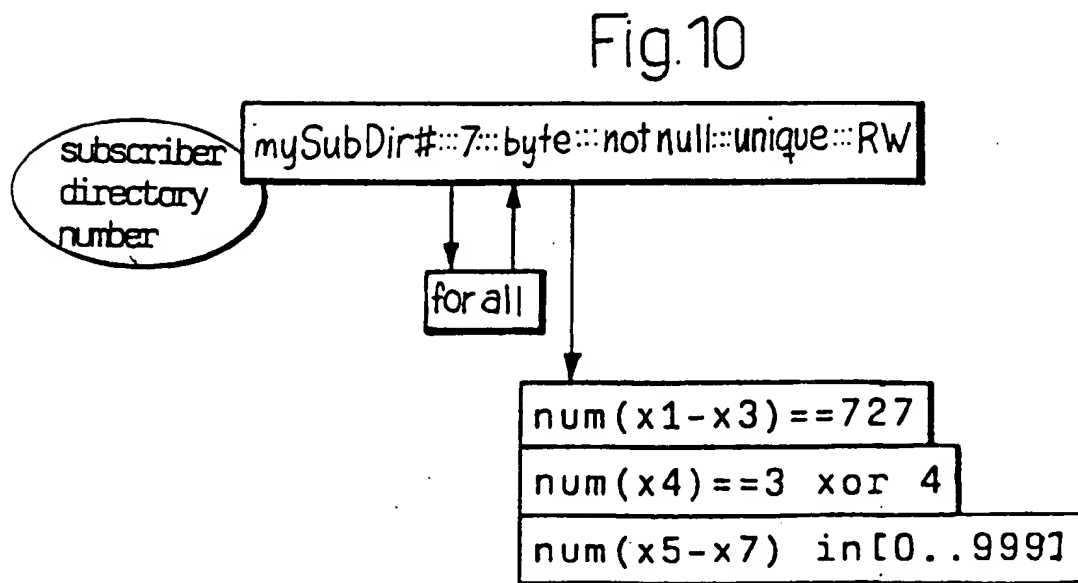 Fig.10
mySubDir#:::7:::byte:::not null:::unique:::RW
subscriber
directory
number
for all
num(x1-x3)==727
num(x4)==3 xor 4
num(x5-x7) in[0..999]